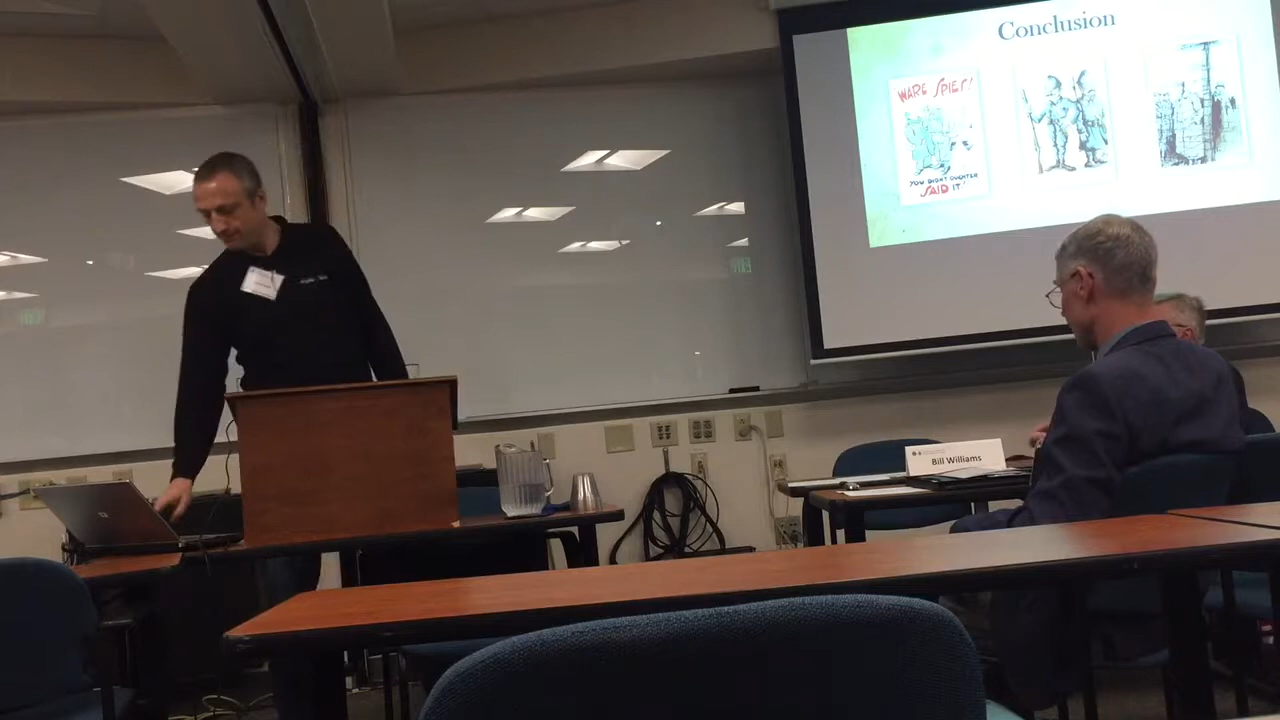 Conclusion
WARE SPIES!
YOU DIDN'T OUGHTER
SAID IT!
Bill Williams